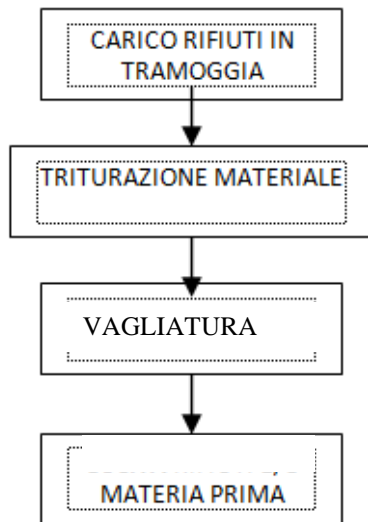 CARICO RIFIUTI IN
TRAMOGGIA
TRITURAZIONE MATERIALE
VAGLIATURA
MATERIA PRIMA